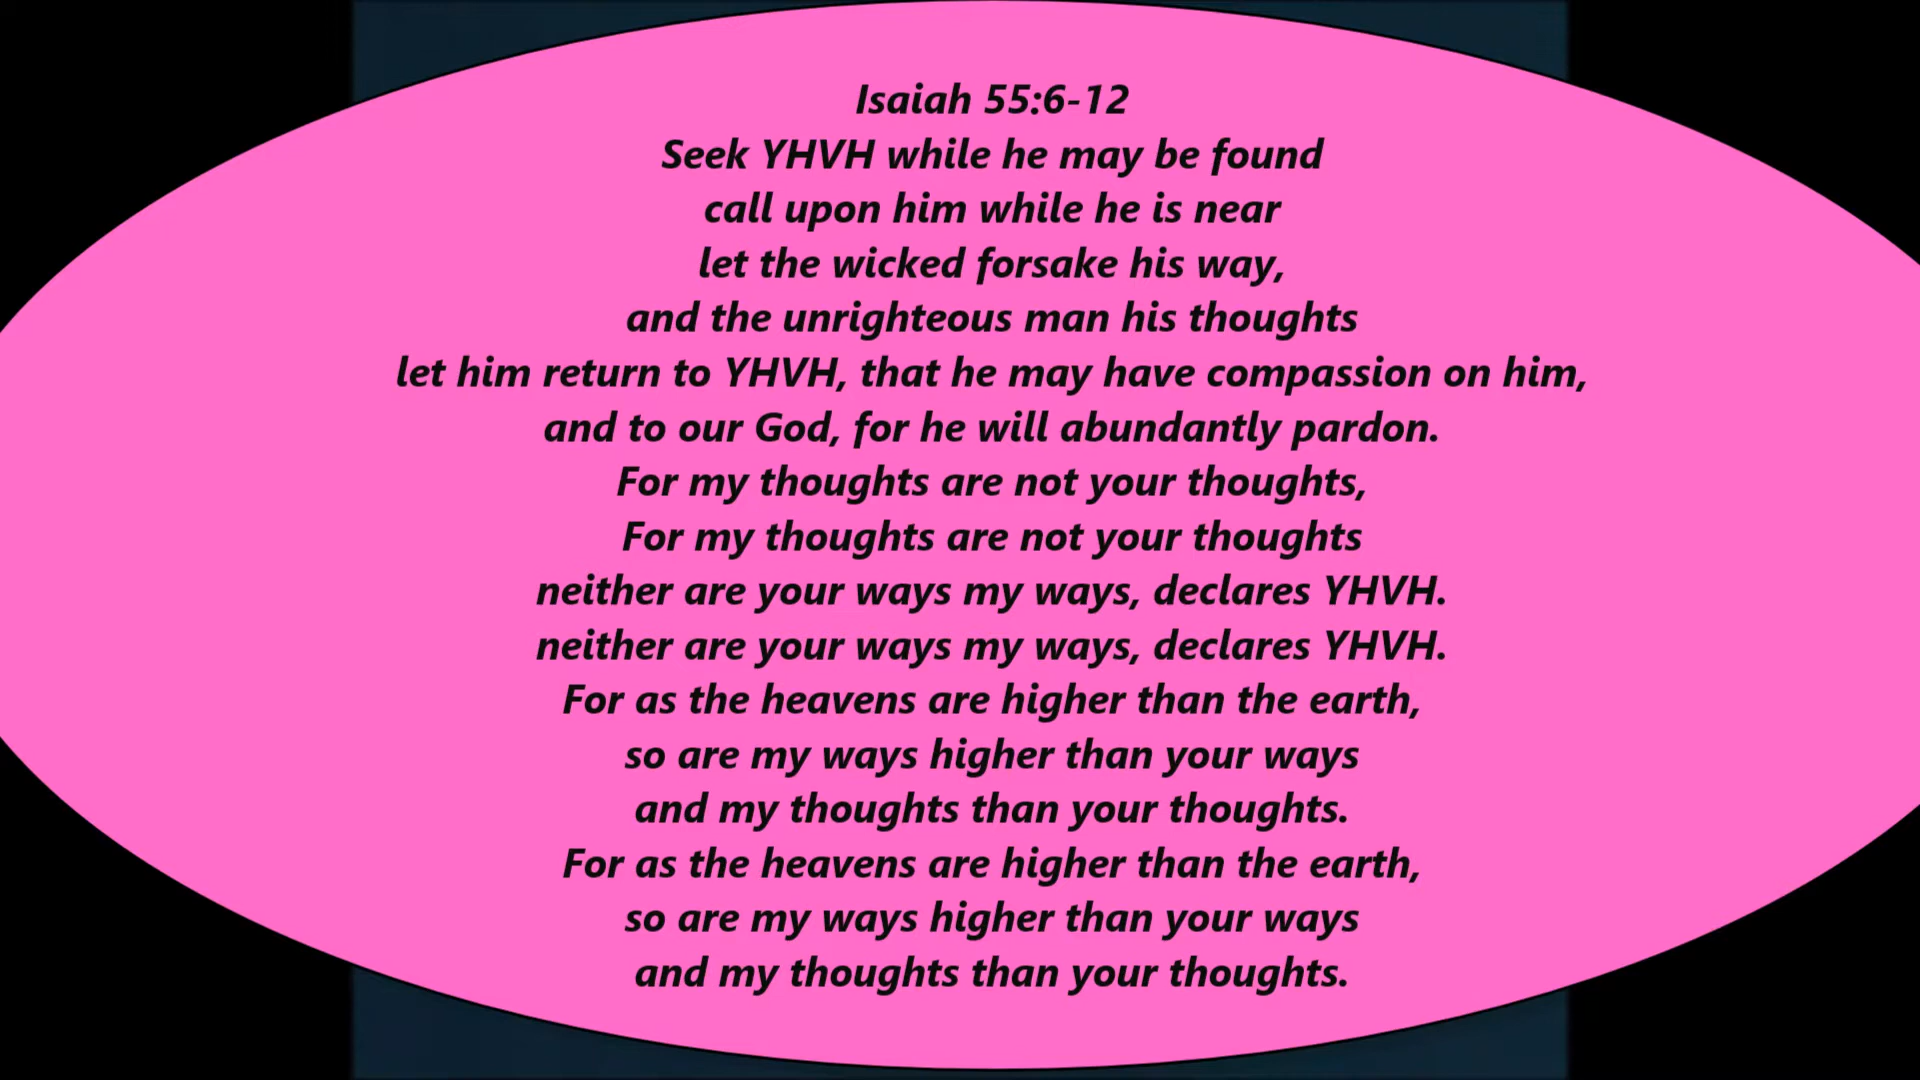 Isaiah 55:6-12
Seek YHVH while he may be found
call upon him while he is near
let the wicked forsake his way,
and the unrighteous man his thoughts
let him return to YHVH, that he may have compassion on him,
and to our God, for he will abundantly pardon.
For my thoughts are not your thoughts,
For my thoughts are not your thoughts
neither are your ways my ways, declares YHVH.
neither are your ways my ways, declares YHVH.
For as the heavens are higher than the earth,
so are my ways higher than your ways
and my thoughts than your thoughts.
For as the heavens are higher than the earth,
so are my ways higher than your ways
and my thoughts than your thoughts.